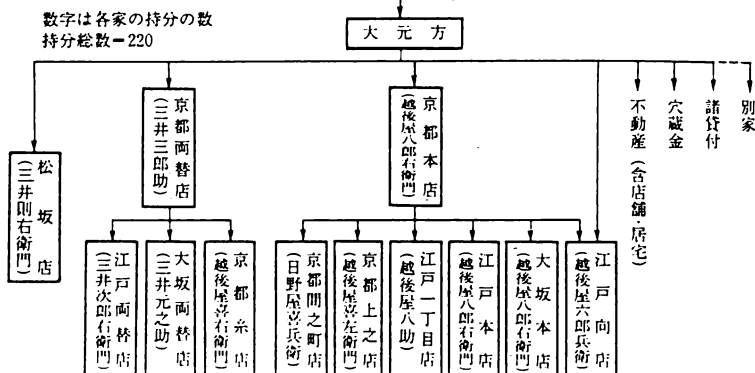 数字は各家の持分の数
持分総数＝220
大元方
松坂店
(三井則右衛門)
京都両替店
(三井三郎助)
京都本店
(越後屋八郎右衛門)
不動産(含店舗・居宅)
穴蔵金
諸貸付
別家
江戸両替店
(三井次郎右衛門)
大坂両替店
(三井元之助)
京都糸店
(越後屋喜右衛門)
京都間之町店
(日野屋喜兵衛)
京都上之店
(越後屋喜左衛門)
江戸一丁目店
(越後屋八助)
江戸本店
(越後屋八郎右衛門)
大坂本店
(越後屋八郎右衛門)
江戸向店
(越後屋六郎兵衛)